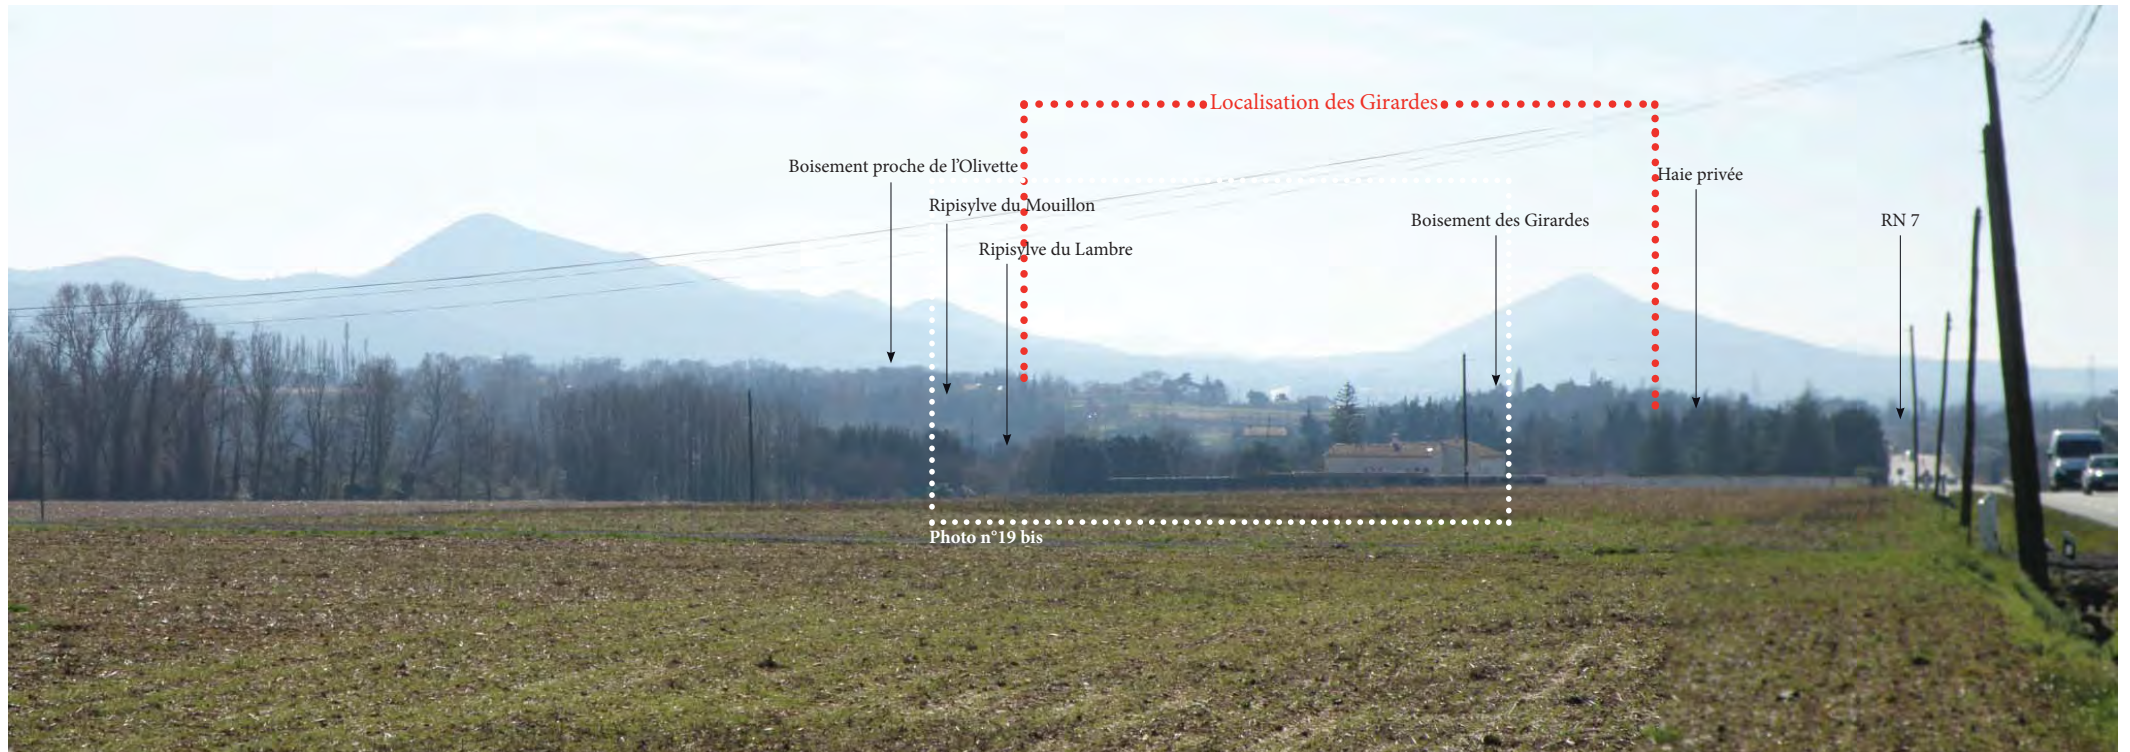 Localisation des Girardes
Boisement proche de l'Olivette
Haie privée
Ripisylve du Mouillon
Boisement des Girardes
RN 7
Ripisylve du Lambre
Photo n°19 bis